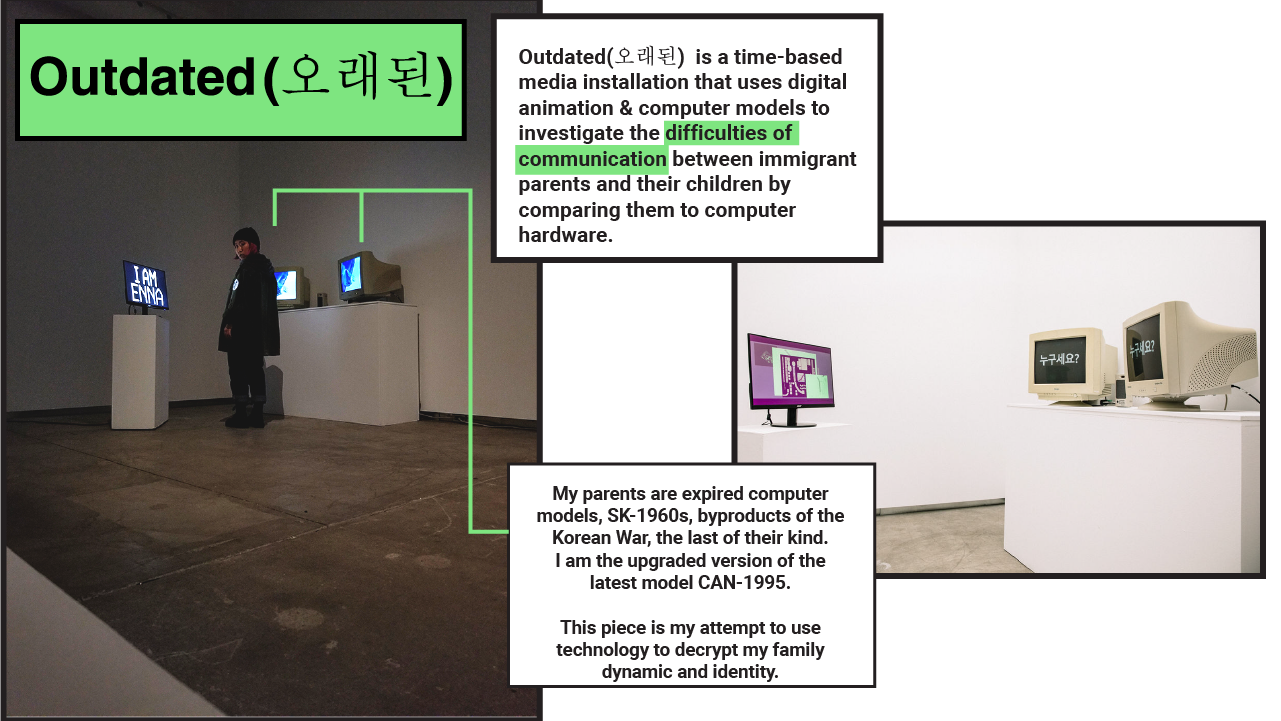 Outdated(오래된)
Outdated(오래된) is a time-based
media installation that uses digital
animation & computer models to
investigate the difficulties of
communication between immigrant
parents and their children by
comparing them to computer
hardware.
I AM
ENNA
누구세요?
누구세요?
My parents are expired computer
models, SK-1960s, byproducts of the
Korean War, the last of their kind.
I am the upgraded version of the
latest model CAN-1995.
This piece is my attempt to use
technology to decrypt my family
dynamic and identity.